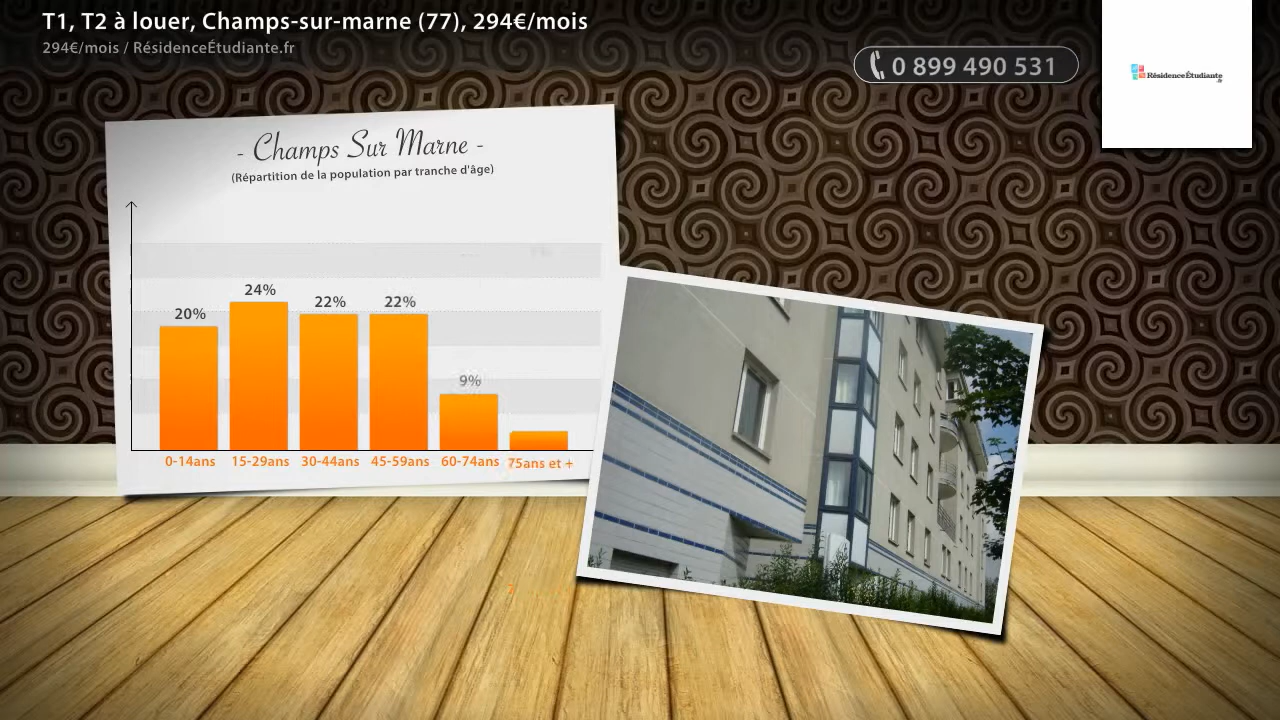 T1, T2 à louer, Champs-sur-marne (77), 294€/mois
294€/mois / RésidenceÉtudiante.fr
0 899 490 531
RésidenceÉtudiante
.fr
- Champs Sur Marne -
(Répartition de la population par tranche d'âge)
20%
24%
22%
22%
9%
0-14ans
15-29ans
30-44ans
45-59ans
60-74ans
75ans et +